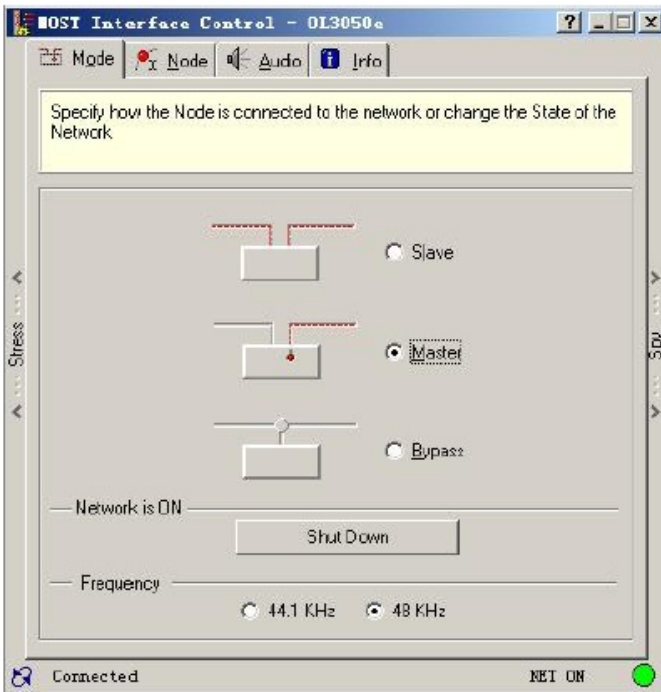 MOST Interface Control - OL3050e
Mode Node Audio Info
Specify how the Node is connected to the network or change the State of the
Network
Slave
Stress
Master
Spy
Bypass
Network is ON
Shut Down
Frequency
44.1 KHz 48 KHz
Connected NET ON